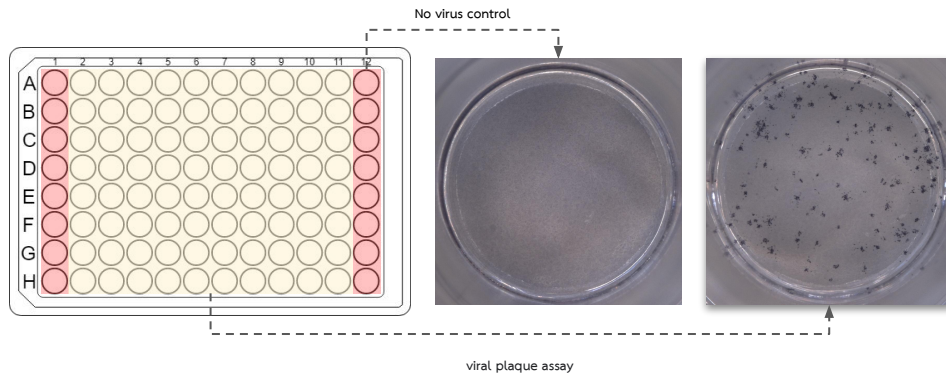 No virus control
1 2 3 4 5 6 7 8 9 10 11 12
A
B
C
D
E
F
G
H
viral plaque assay